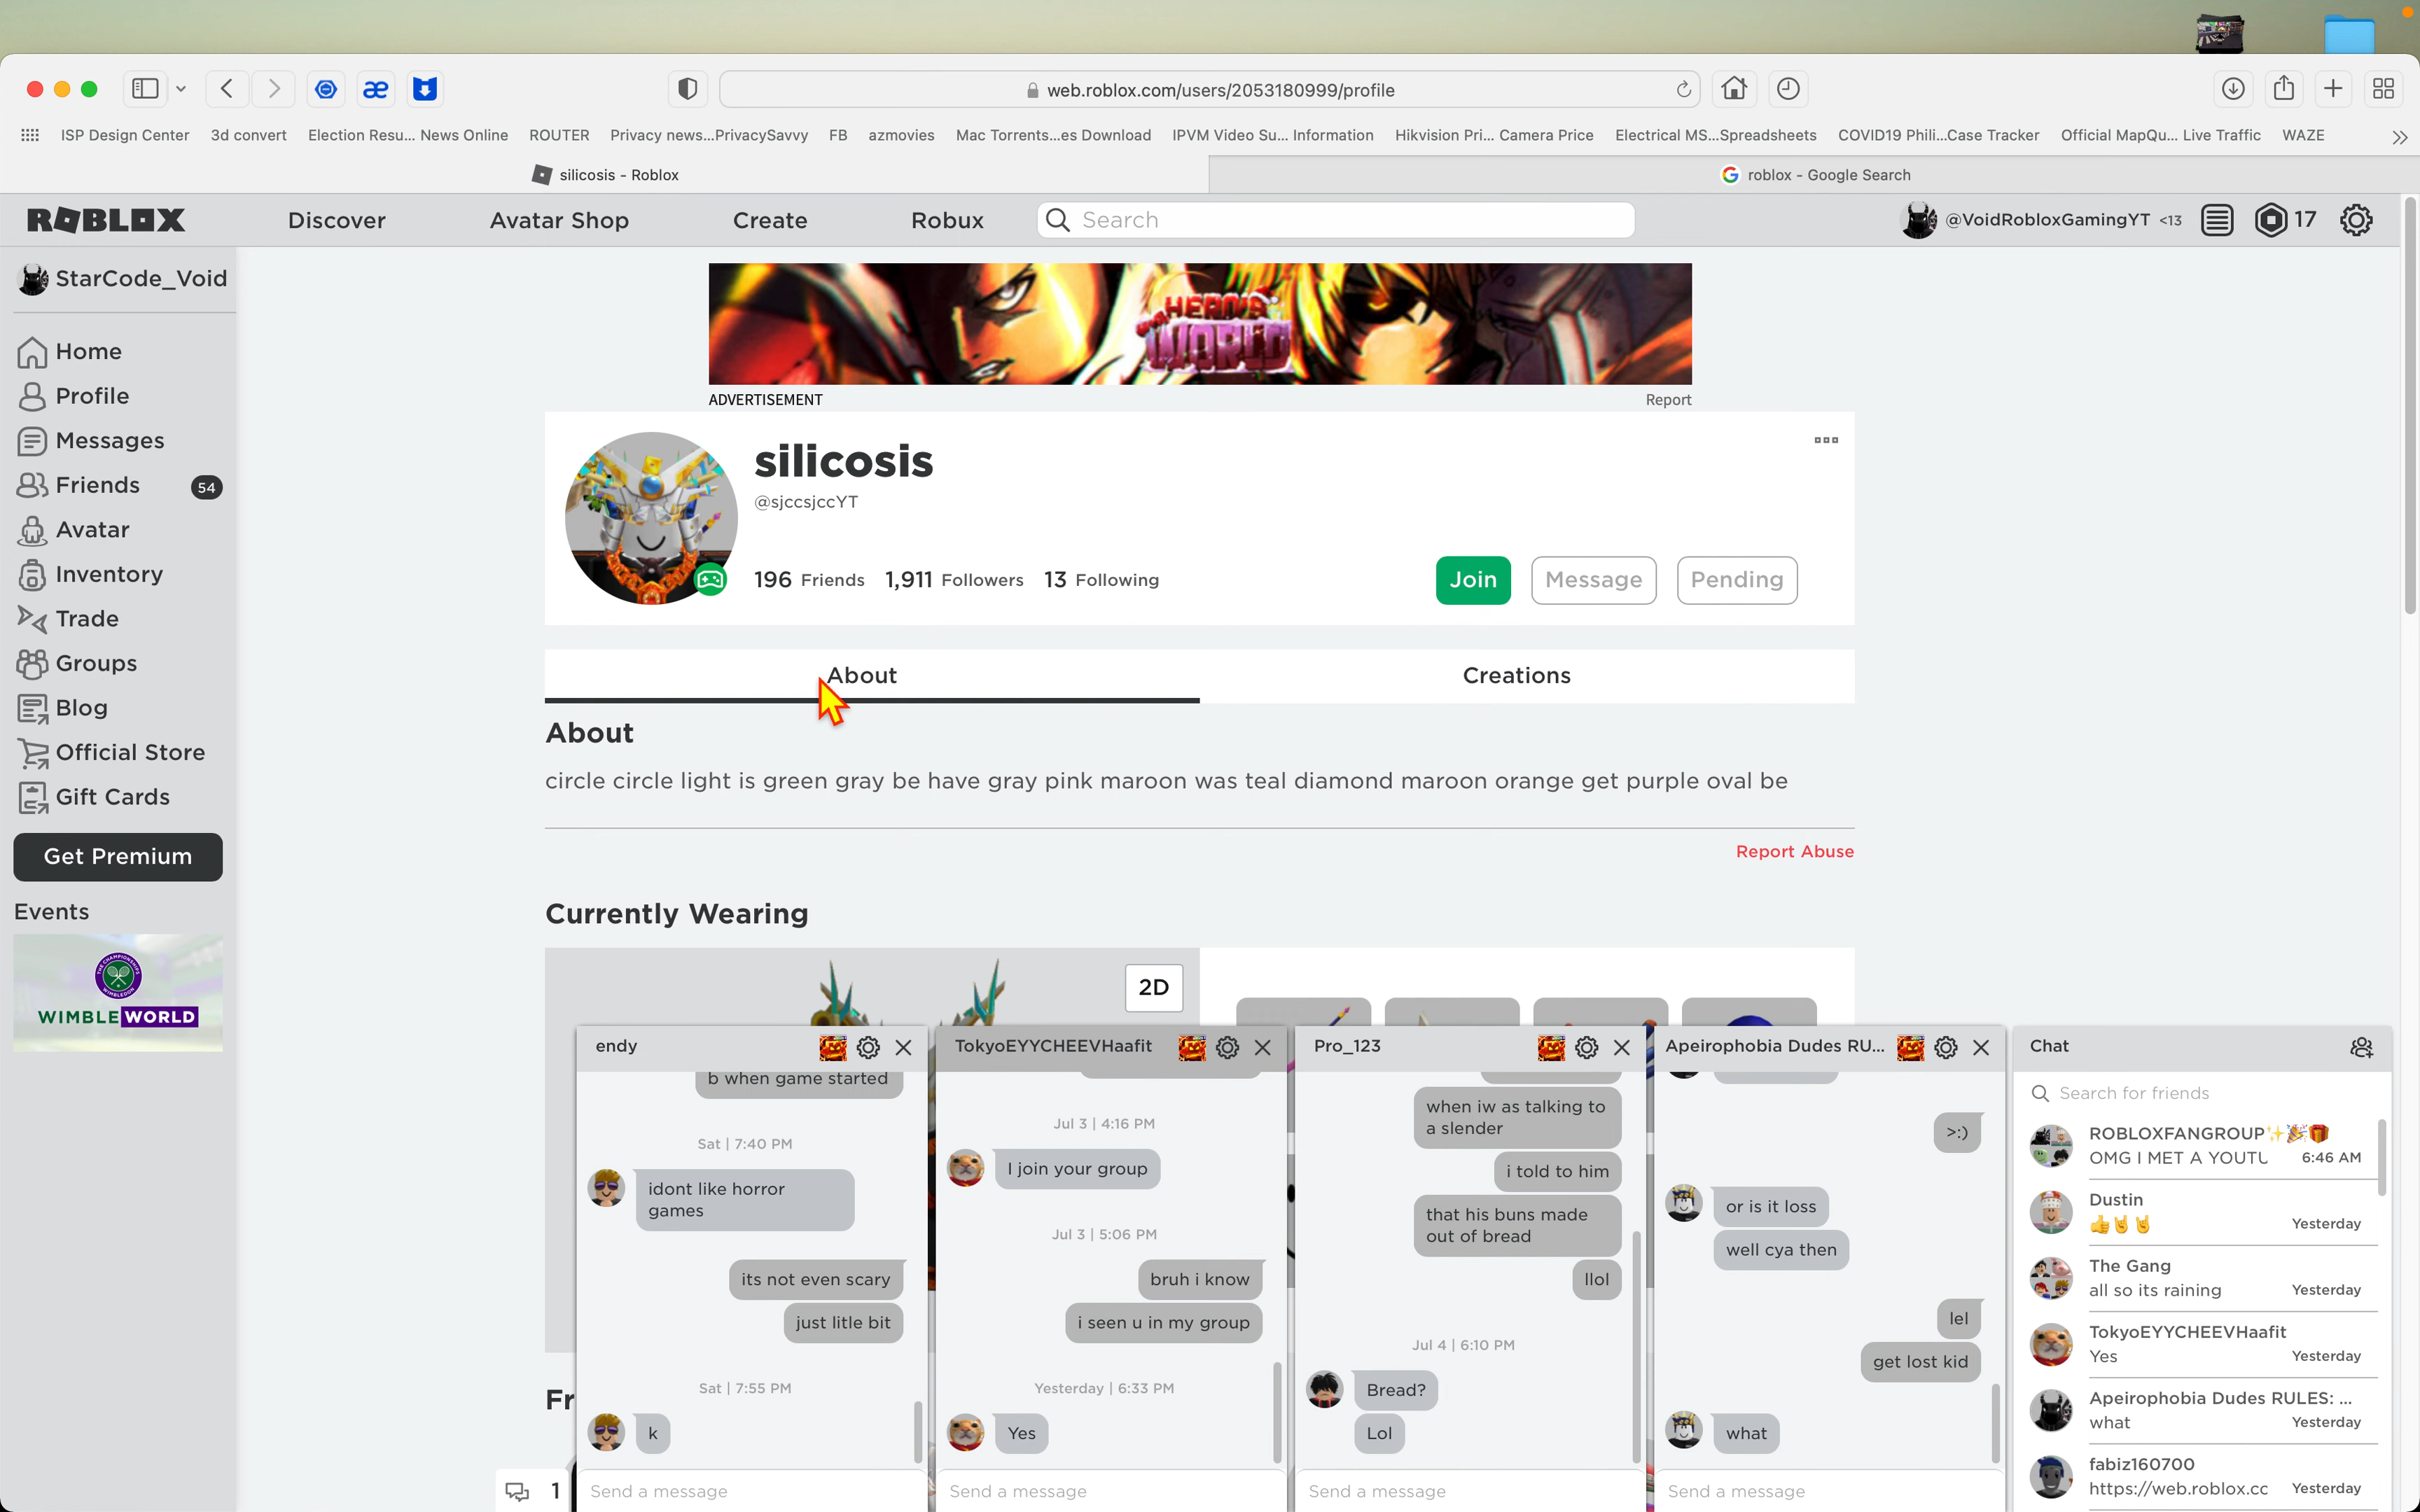 web.roblox.com/users/2053180999/profile
ISP Design Center 3d convert Election Resu... News Online ROUTER Privacy news...PrivacySavvy FB azmovies Mac Torrents...es Download IPVM Video Su... Information Hikvision Pri... Camera Price Electrical MS...Spreadsheets COVID19 Phili...Case Tracker Official MapQu... Live Traffic WAZE
silicosis - Roblox
roblox - Google Search
ROBLOX Discover Avatar Shop Create Robux Search @VoidRobloxGamingYT <13 17
StarCode_Void
Home
Profile
Messages
Friends 54
Avatar
Inventory
Trade
Groups
Blog
Official Store
Gift Cards
Get Premium
Events
THE CHAMPIONSHIPS
WIMBLEDON
WIMBLEWORLD
HERO'S
WORLD
ADVERTISEMENT Report
silicosis
@sjccsjccYT
196 Friends 1,911 Followers 13 Following
Join Message Pending
About Creations
About
circle circle light is green gray be have gray pink maroon was teal diamond maroon orange get purple oval be
Report Abuse
Currently Wearing
2D
Fr
1
endy
b when game started
Sat | 7:40 PM
idont like horror
games
its not even scary
just litle bit
Sat | 7:55 PM
k
Send a message
TokyoEYYCHEEVHaafit
Jul 3 | 4:16 PM
I join your group
Jul 3 | 5:06 PM
bruh i know
i seen u in my group
Yesterday | 6:33 PM
Yes
Send a message
Pro_123
when iw as talking to
a slender
i told to him
that his buns made
out of bread
llol
Jul 4 | 6:10 PM
Bread?
Lol
Send a message
Apeirophobia Dudes RU...
>:)
or is it loss
well cya then
lel
get lost kid
what
Send a message
Chat
Search for friends
ROBLOXFANGROUP✨🎉🎁
OMG I MET A YOUTU 6:46 AM
Dustin
👍🤘🤘 Yesterday
The Gang
all so its raining Yesterday
TokyoEYYCHEEVHaafit
Yes Yesterday
Apeirophobia Dudes RULES: ...
what Yesterday
fabiz160700
https://web.roblox.cc Yesterday